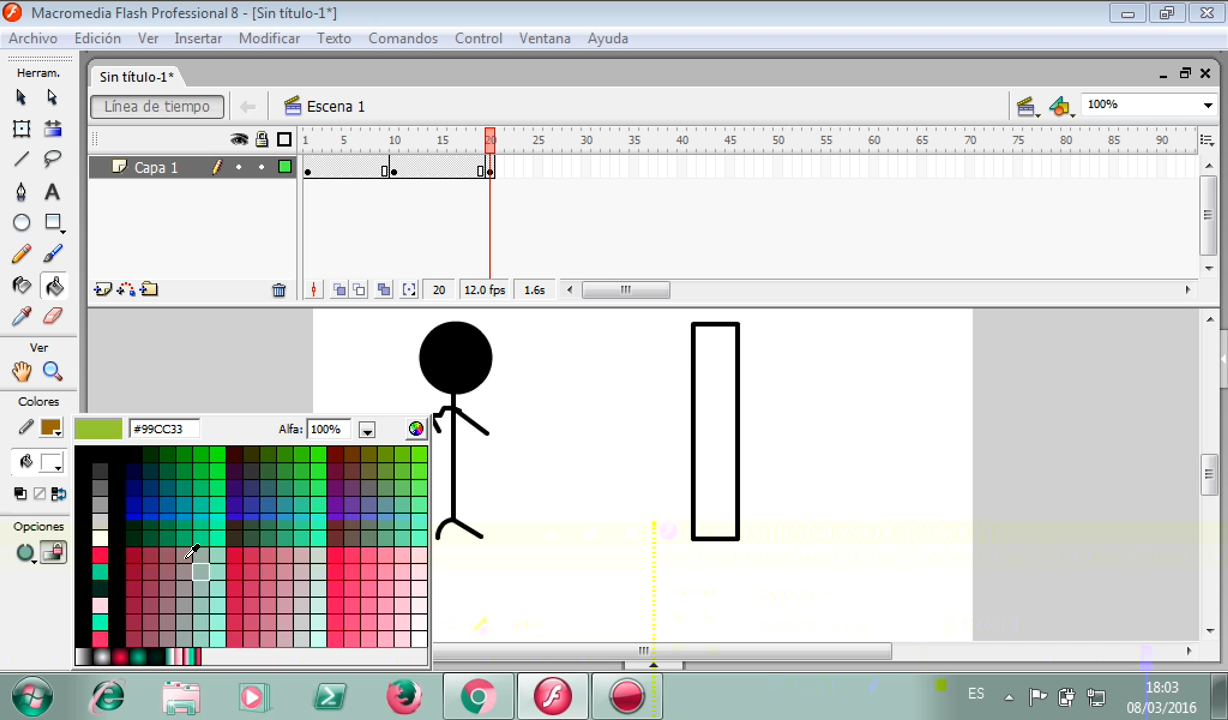 Macromedia Flash Professional 8 - [Sin título-1*]
Archivo Edición Ver Insertar Modificar Texto Comandos Control Ventana Ayuda
Herram.
Sin título-1*
Línea de tiempo
Escena 1
100%
1 5 10 15 20 25 30 35 40 45 50 55 60 65 70 75 80 85 90
Capa 1
20 12.0 fps 1.6s
Ver
Colores
#99CC33
Alfa: 100%
Opciones
ES
18:03
08/03/2016